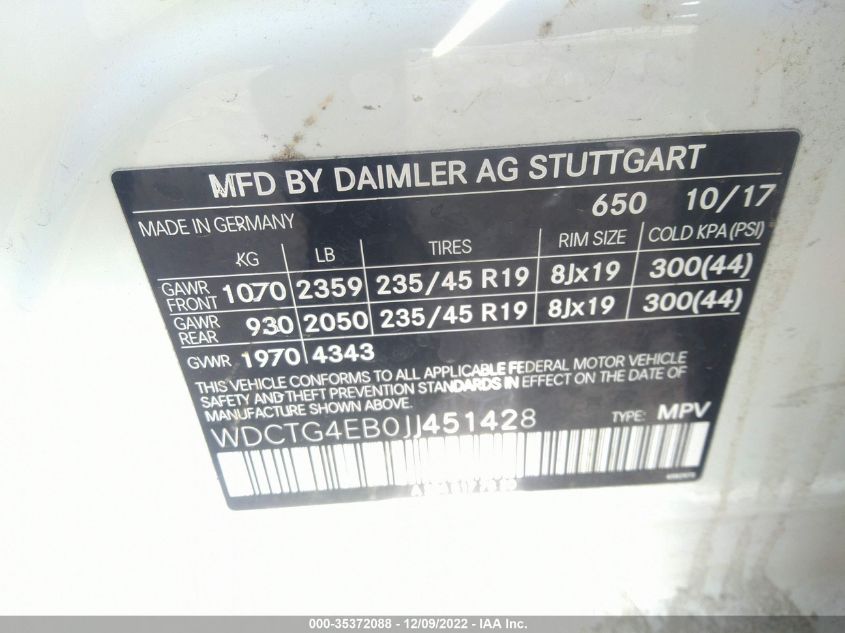 MFD BY DAIMLER AG STUTTGART
MADE IN GERMANY 650 10/17
KG LB TIRES RIM SIZE COLD KPA (PSI)
GAWR FRONT 1070 2359 235/45 R19 8Jx19 300(44)
GAWR REAR 930 2050 235/45 R19 8Jx19 300(44)
GVWR 1970 4343
THIS VEHICLE CONFORMS TO ALL APPLICABLE FEDERAL MOTOR VEHICLE
SAFETY AND THEFT PREVENTION STANDARDS IN EFFECT ON THE DATE OF
MANUFACTURE SHOWN ABOVE.
WDCTG4EB0JJ451428 TYPE: MPV
000-35372088 - 12/09/2022 - IAA Inc.